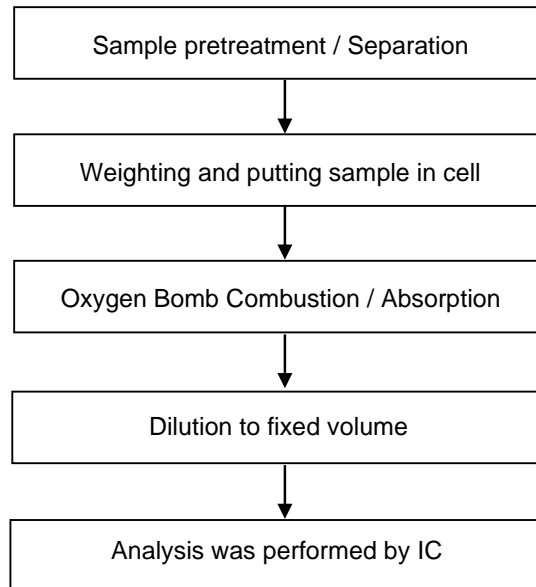 Sample pretreatment / Separation
Weighting and putting sample in cell
Oxygen Bomb Combustion / Absorption
Dilution to fixed volume
Analysis was performed by IC